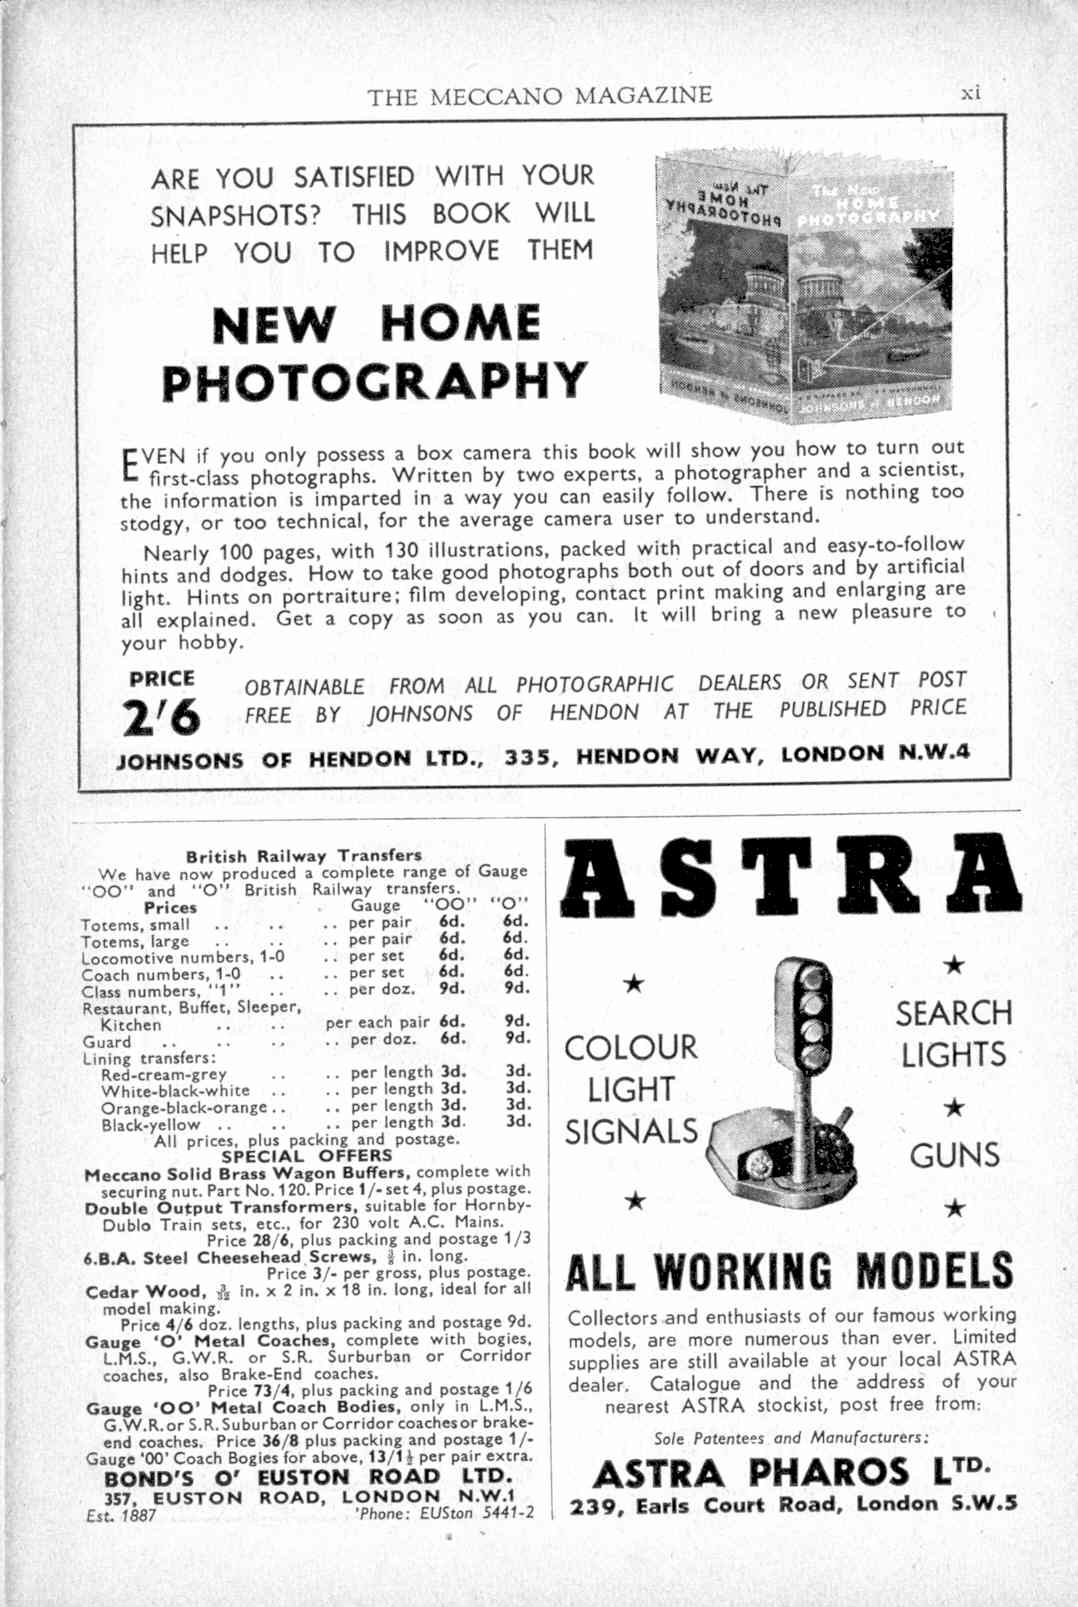 THE MECCANO MAGAZINE
xi
ARE YOU SATISFIED WITH YOUR
SNAPSHOTS? THIS BOOK WILL
HELP YOU TO IMPROVE THEM
NEW HOME
PHOTOGRAPHY
The New
HOME
PHOTOGRAPHY
JOHNSONS of HENDON
EVEN if you only possess a box camera this book will show you how to turn out
first-class photographs. Written by two experts, a photographer and a scientist,
the information is imparted in a way you can easily follow. There is nothing too
stodgy, or too technical, for the average camera user to understand.
Nearly 100 pages, with 130 illustrations, packed with practical and easy-to-follow
hints and dodges. How to take good photographs both out of doors and by artificial
light. Hints on portraiture; film developing, contact print making and enlarging are
all explained. Get a copy as soon as you can. It will bring a new pleasure to
your hobby.
PRICE
2'6
OBTAINABLE FROM ALL PHOTOGRAPHIC DEALERS OR SENT POST
FREE BY JOHNSONS OF HENDON AT THE PUBLISHED PRICE
JOHNSONS OF HENDON LTD., 335, HENDON WAY, LONDON N.W.4
British Railway Transfers
We have now produced a complete range of Gauge
"OO" and "O" British Railway transfers.
Prices Gauge "OO" "O"
Totems, small .. .. .. per pair 6d. 6d.
Totems, large .. .. .. per pair 6d. 6d.
Locomotive numbers, 1-0 .. per set 6d. 6d.
Coach numbers, 1-0 .. .. per set 6d. 6d.
Class numbers, "1" .. .. per doz. 9d. 9d.
Restaurant, Buffet, Sleeper,
Kitchen .. .. per each pair 6d. 9d.
Guard .. .. .. .. per doz. 6d. 9d.
Lining transfers:
Red-cream-grey .. .. per length 3d. 3d.
White-black-white .. .. per length 3d. 3d.
Orange-black-orange .. .. per length 3d. 3d.
Black-yellow .. .. .. per length 3d. 3d.
All prices, plus packing and postage.
SPECIAL OFFERS
Meccano Solid Brass Wagon Buffers, complete with
securing nut. Part No. 120. Price 1/- set 4, plus postage.
Double Output Transformers, suitable for Hornby-
Dublo Train sets, etc., for 230 volt A.C. Mains.
Price 28/6, plus packing and postage 1/3
6.B.A. Steel Cheesehead Screws, in. long.
Price 3/- per gross, plus postage.
Cedar Wood, in. x 2 in. x 18 in. long, ideal for all
model making.
Price 4/6 doz. lengths, plus packing and postage 9d.
Gauge 'O' Metal Coaches, complete with bogies,
L.M.S., G.W.R. or S.R. Surburban or Corridor
coaches, also Brake-End coaches.
Price 73/4, plus packing and postage 1/6
Gauge 'OO' Metal Coach Bodies, only in L.M.S.,
G.W.R. or S.R. Suburban or Corridor coaches or brake-
end coaches. Price 36/8 plus packing and postage 1/-
Gauge '00' Coach Bogies for above, 13/1½ per pair extra.
BOND'S O' EUSTON ROAD LTD.
357, EUSTON ROAD, LONDON N.W.1
Est. 1887 'Phone: EUSton 5441-2
ASTRA
COLOUR
LIGHT
SIGNALS
SEARCH
LIGHTS
GUNS
ALL WORKING MODELS
Collectors and enthusiasts of our famous working
models, are more numerous than ever. Limited
supplies are still available at your local ASTRA
dealer. Catalogue and the address of your
nearest ASTRA stockist, post free from:
Sole Patentees and Manufacturers:
ASTRA PHAROS LTD.
239, Earls Court Road, London S.W.5